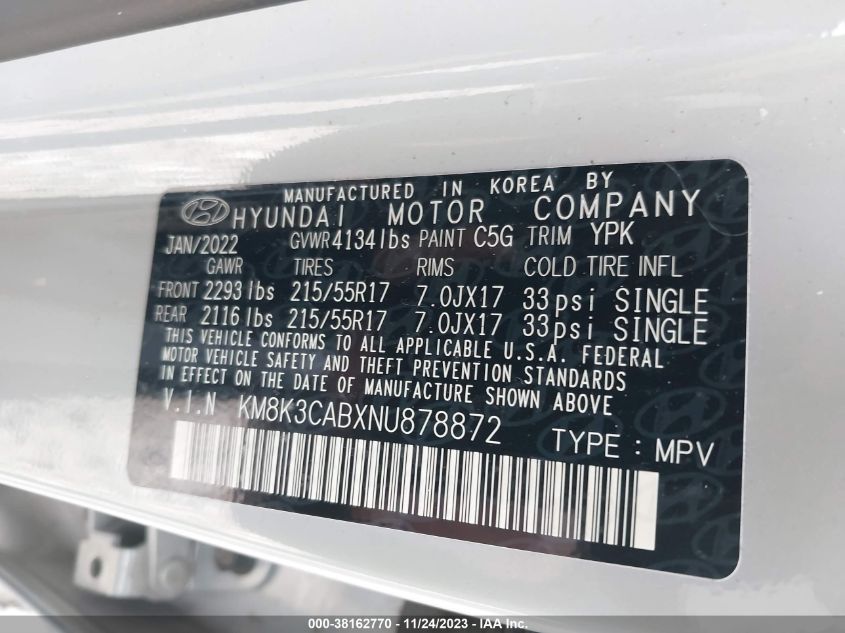 MANUFACTURED IN KOREA BY
HYUNDAI MOTOR COMPANY
JAN/2022 GVWR 4134 lbs PAINT C5G TRIM YPK
GAWR TIRES RIMS COLD TIRE INFL
FRONT 2293 lbs 215/55R17 7.0JX17 33psi SINGLE
REAR 2116 lbs 215/55R17 7.0JX17 33psi SINGLE
THIS VEHICLE CONFORMS TO ALL APPLICABLE U.S.A. FEDERAL
MOTOR VEHICLE SAFETY AND THEFT PREVENTION STANDARDS
IN EFFECT ON THE DATE OF MANUFACTURE SHOWN ABOVE
V.I.N KM8K3CABXNU878872 TYPE : MPV
000-38162770 - 11/24/2023 - © Inc.